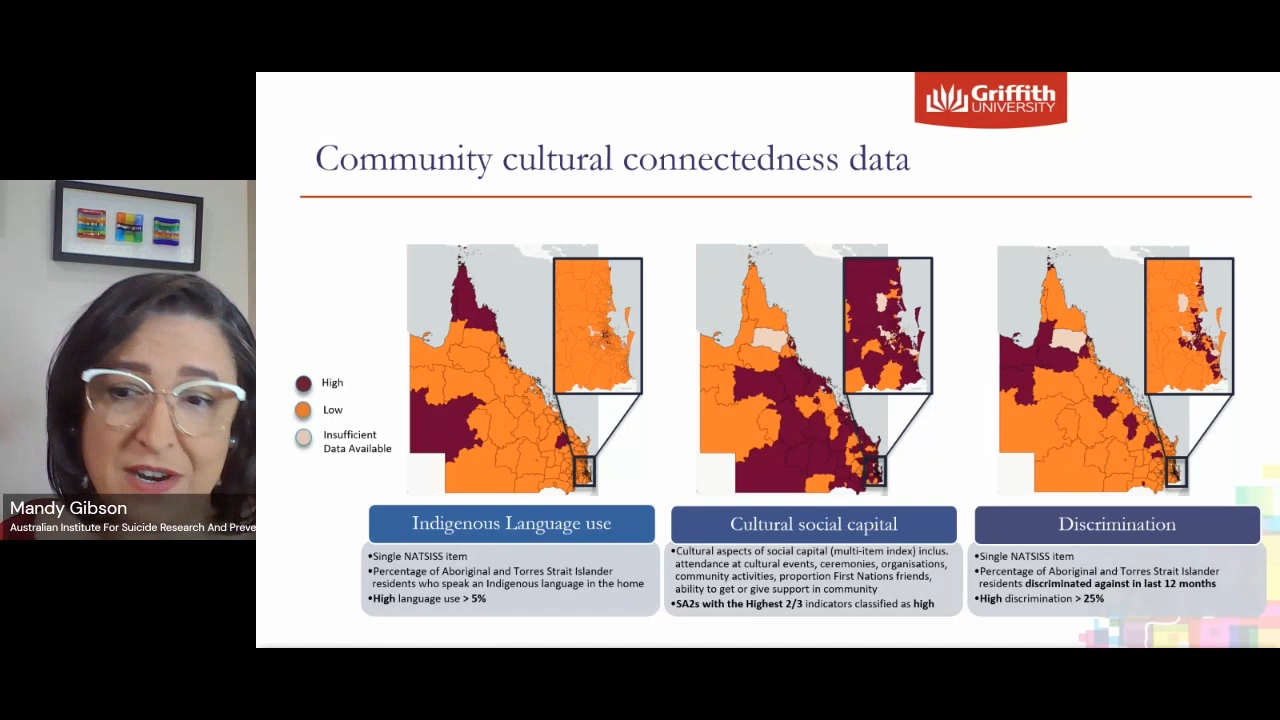 Griffith
UNIVERSITY
Community cultural connectedness data
High
Low
Insufficient
Data Available
Indigenous Language use
•Single NATSISS item
•Percentage of Aboriginal and Torres Strait Islander
residents who speak an Indigenous language in the home
•High language use > 5%
Cultural social capital
•Cultural aspects of social capital (multi-item index) inclus.
attendance at cultural events, ceremonies, organisations,
community activities, proportion First Nations friends,
ability to get or give support in community
•SA2s with the Highest 2/3 indicators classified as high
Discrimination
•Single NATSISS item
•Percentage of Aboriginal and Torres Strait Islander
residents discriminated against in last 12 months
•High discrimination > 25%
Mandy Gibson
Australian Institute For Suicide Research And Preve